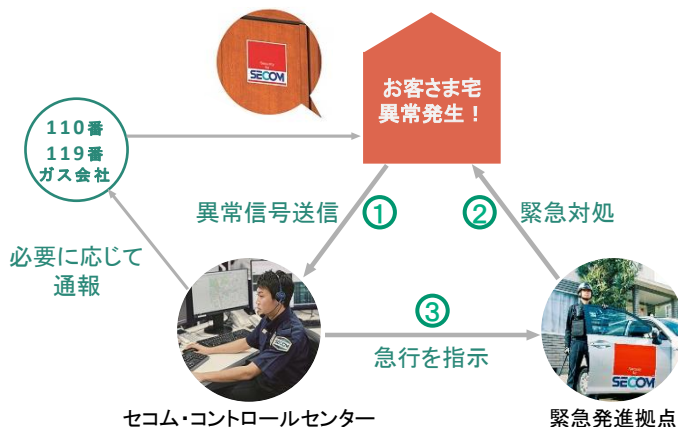 SECOM
お客さま宅
異常発生！
110番
119番
ガス会社
異常信号送信
①
②
緊急対処
必要に応じて
通報
③
急行を指示
SECOM
SECOM
セコム・コントロールセンター
緊急発進拠点